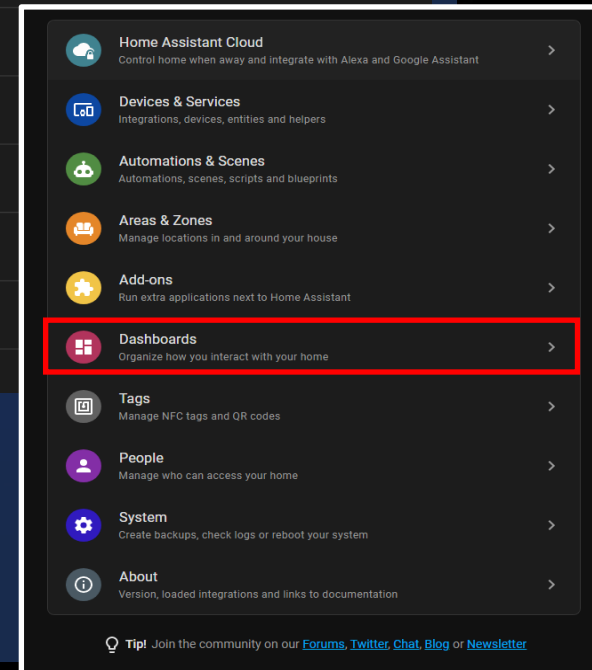 Home Assistant Cloud
Control home when away and integrate with Alexa and Google Assistant
Devices & Services
Integrations, devices, entities and helpers
Automations & Scenes
Automations, scenes, scripts and blueprints
Areas & Zones
Manage locations in and around your house
Add-ons
Run extra applications next to Home Assistant
Dashboards
Organize how you interact with your home
Tags
Manage NFC tags and QR codes
People
Manage who can access your home
System
Create backups, check logs or reboot your system
About
Version, loaded integrations and links to documentation
Tip! Join the community on our Forums, Twitter, Chat, Blog or Newsletter